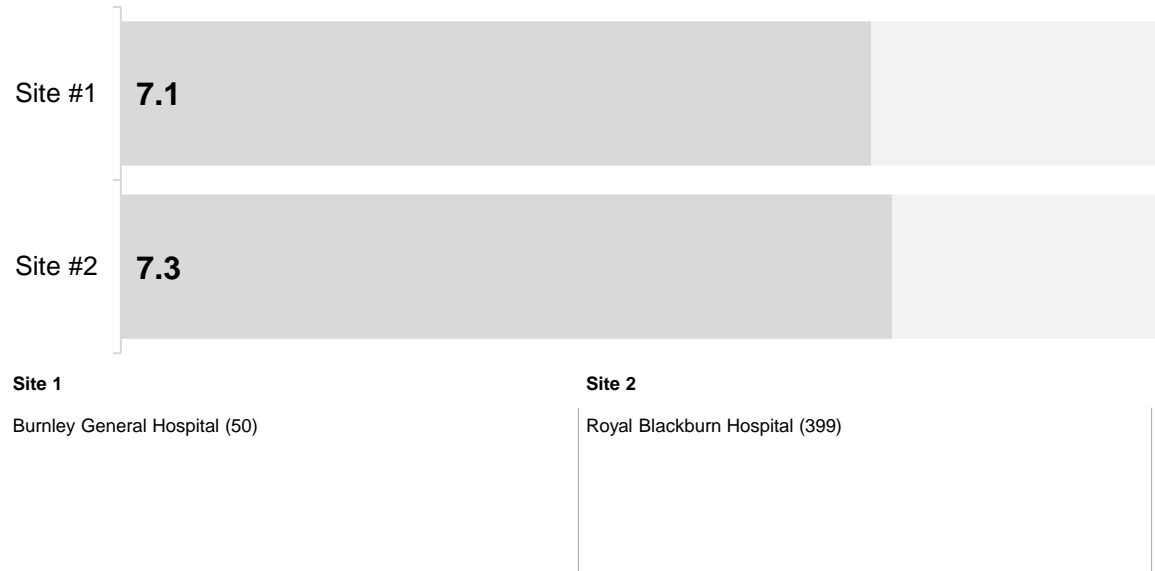 Site #1 7.1
Site #2 7.3
Site 1
Burnley General Hospital (50)
Site 2
Royal Blackburn Hospital (399)